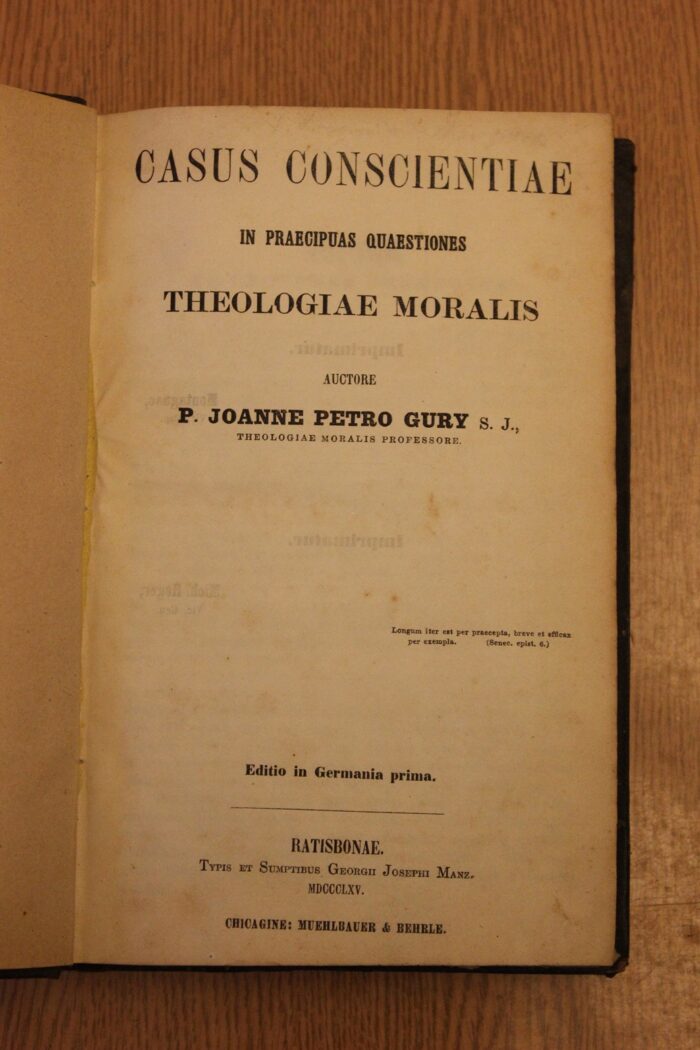 CASUS CONSCIENTIAE
IN PRAECIPUAS QUAESTIONES
THEOLOGIAE MORALIS
AUCTORE
P. JOANNE PETRO GURY S. J.,
THEOLOGIAE MORALIS PROFESSORE.
Longum iter est per praecepta, breve et efficax
per exempla. (Senec. epist. 6.)
Editio in Germania prima.
RATISBONAE.
TYPIS ET SUMPTIBUS GEORGII JOSEPHI MANZ.
MDCCCLXV.
CHICAGINE: MUEHLBAUER & BEHRLE.